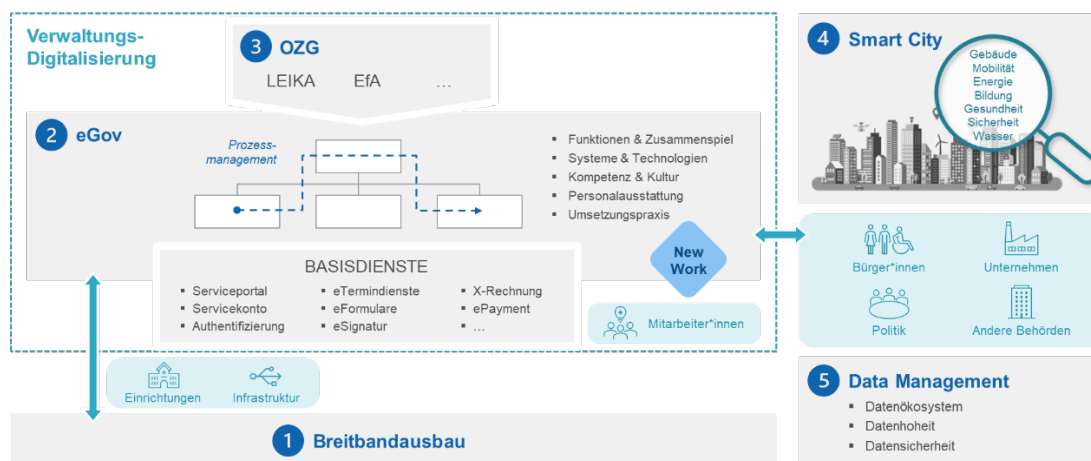 Verwaltungs-
Digitalisierung
3 OZG
LEIKA EfA …
2 eGov
Prozess-
management
▪ Funktionen & Zusammenspiel
▪ Systeme & Technologien
▪ Kompetenz & Kultur
▪ Personalausstattung
▪ Umsetzungspraxis
New
Work
BASISDIENSTE
▪ Serviceportal
▪ Servicekonto
▪ Authentifizierung
▪ eTermindienste
▪ eFormulare
▪ eSignatur
▪ X-Rechnung
▪ ePayment
▪ …
Mitarbeiter*innen
Einrichtungen
Infrastruktur
1 Breitbandausbau
4 Smart City
Gebäude
Mobilität
Energie
Bildung
Gesundheit
Sicherheit
Wasser
Bürger*innen
Unternehmen
Politik
Andere Behörden
5 Data Management
▪ Datenökosystem
▪ Datenhoheit
▪ Datensicherheit